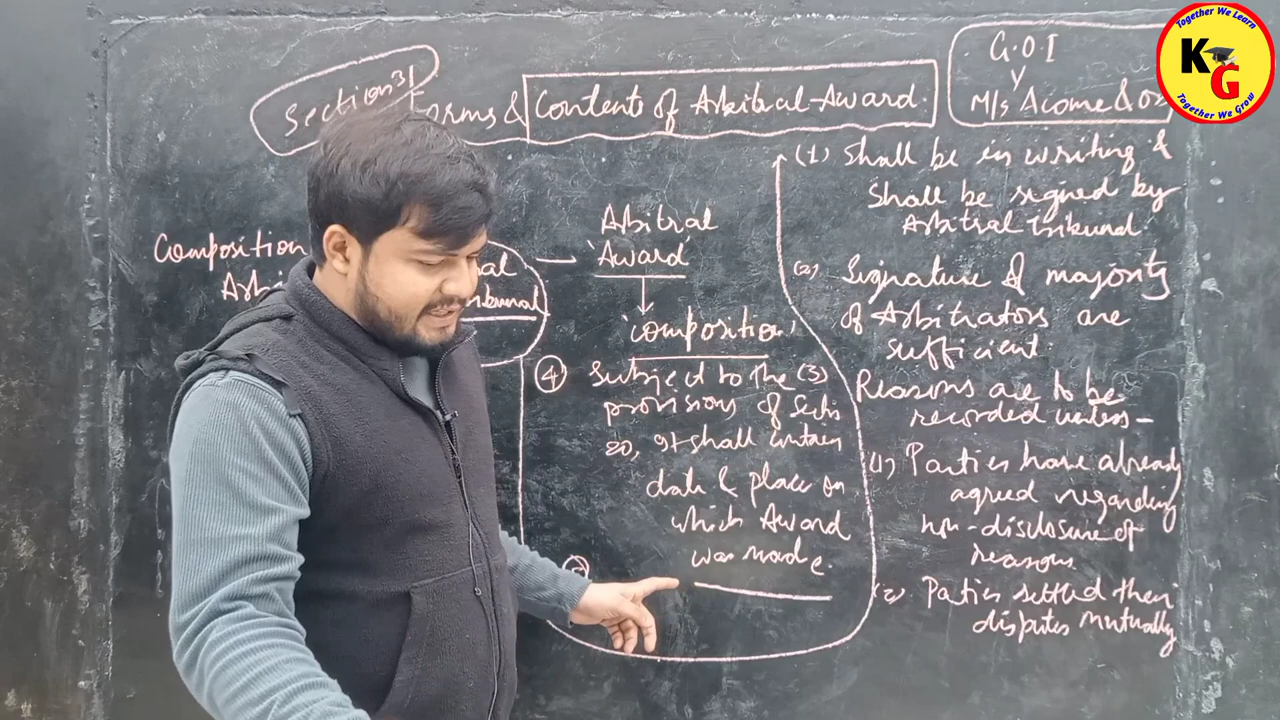 Section 31 Forms & Contents of Arbitral Award.
G.O.I
v
M/s Acome & Ors
Together We Learn
KG
Together We Grow
Composition
Arbitral
Award
'composition'
④ Subject to the
provisions of Sectn
20, It shall contain
date & place on
which Award
was made.
(1) Shall be in writing &
Shall be signed by
Arbitral Tribunal
(2) Signature of majority
of Arbitrators are
sufficient.
(3) Reasons are to be
recorded unless -
(1) Parties have already
agreed regarding
non-disclosure of
reasons.
(2) Parties settled their
disputes mutually